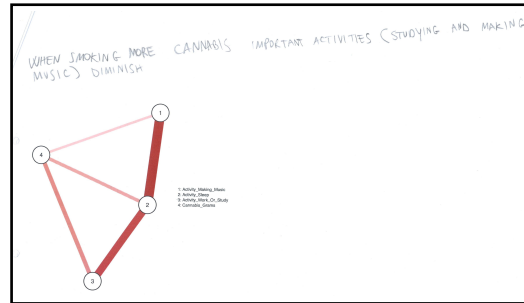 WHEN SMOKING MORE CANNABIS IMPORTANT ACTIVITIES (STUDYING AND MAKING
MUSIC) DIMINISH
1
4
1: Activity_Making_Music
2: Activity_Sleep
3: Activity_Work_Or_Study
4: Cannabis_Grams
2
3